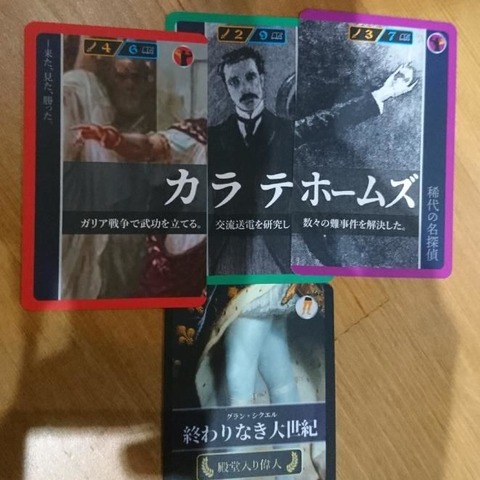 4 6
2 9
3 7
─来た、見た、勝った。
カラテホームズ
ガリア戦争で武功を立てる。
交流送電を研究し
数々の難事件を解決した。
稀代の名探偵
グラン・シクエル
終わりなき大世紀
殿堂入り偉人